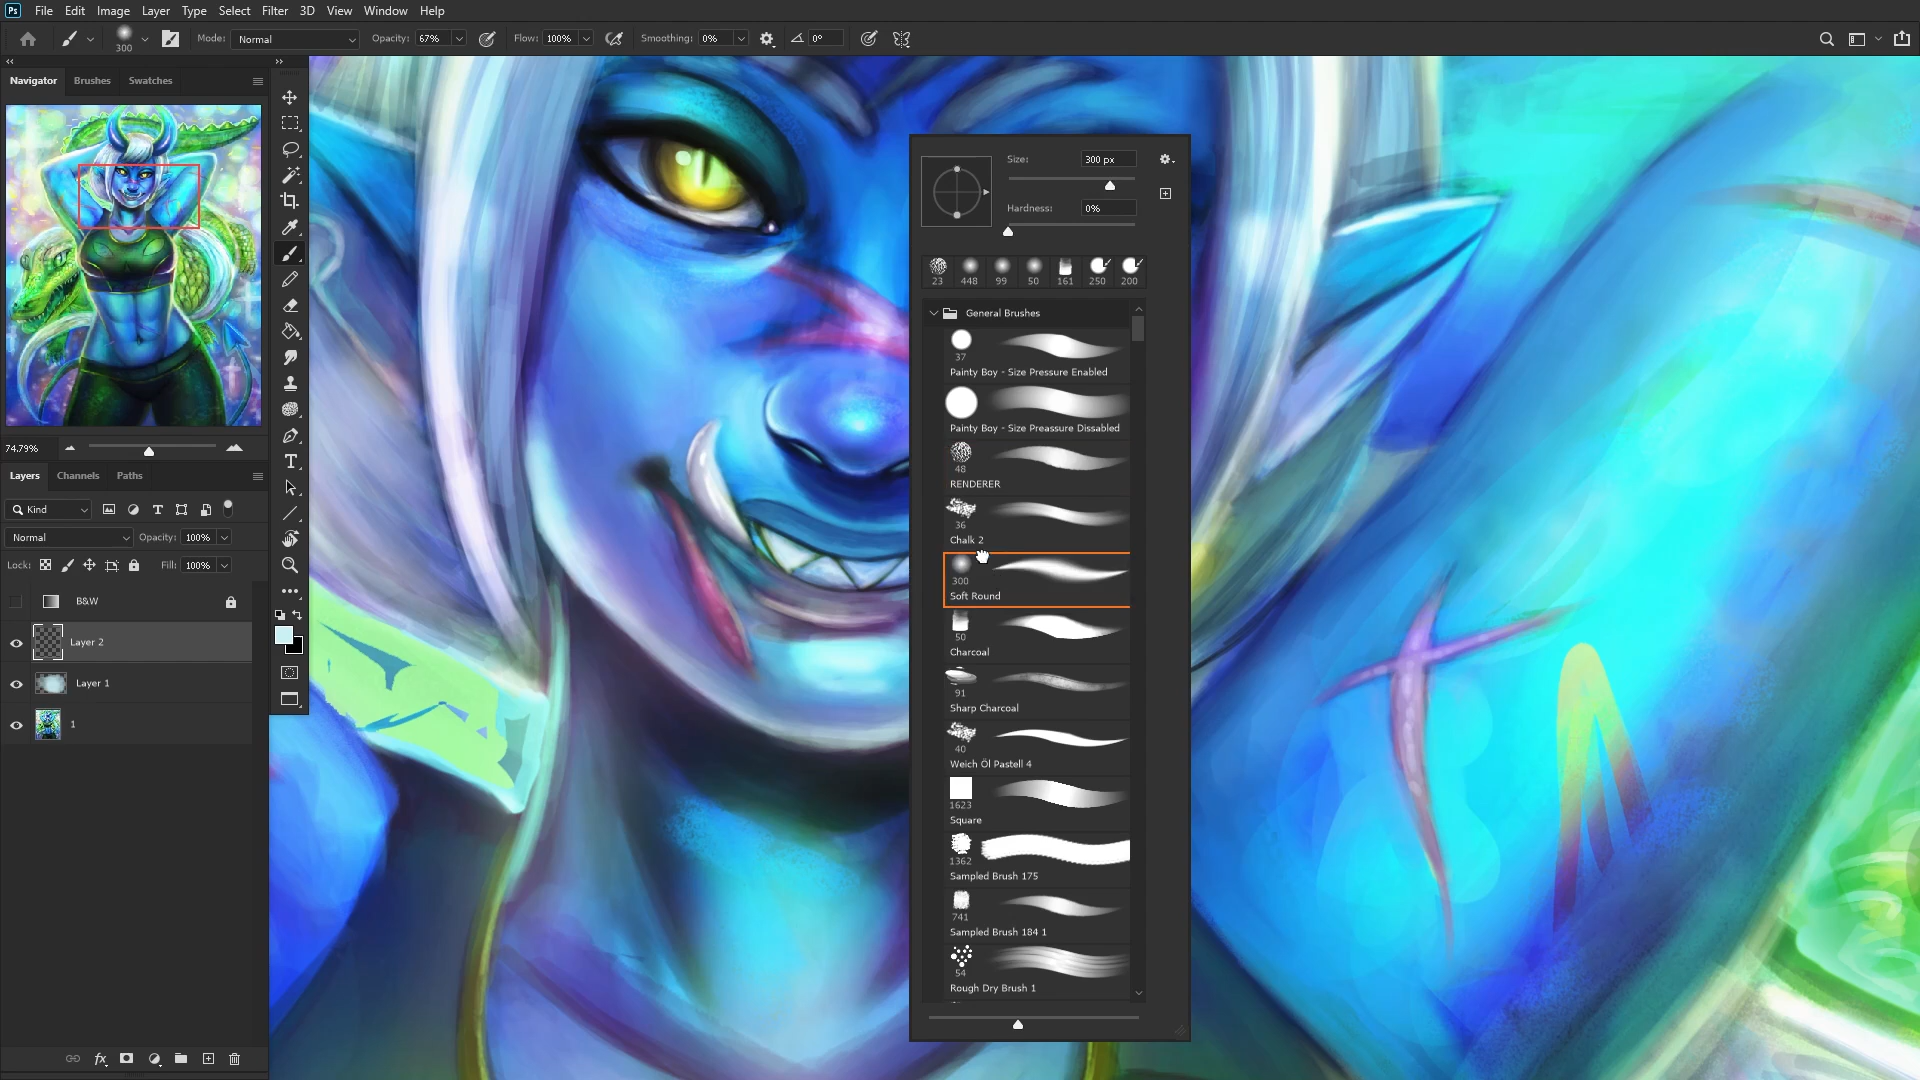 Ps File Edit Image Layer Type Select Filter 3D View Window Help
300 Mode: Normal Opacity: 67% Flow: 100% Smoothing: 0% 0°
Navigator Brushes Swatches
74.79%
Layers Channels Paths
Kind
Normal Opacity: 100%
Lock: Fill: 100%
B&W
Layer 2
Layer 1
1
fx
Size: 300 px
Hardness: 0%
23 448 99 50 161 250 200
General Brushes
37
Painty Boy - Size Pressure Enabled
Painty Boy - Size Preassure Dissabled
48
RENDERER
36
Chalk 2
300
Soft Round
50
Charcoal
91
Sharp Charcoal
40
Weich Öl Pastell 4
1623
Square
1362
Sampled Brush 175
741
Sampled Brush 184 1
54
Rough Dry Brush 1